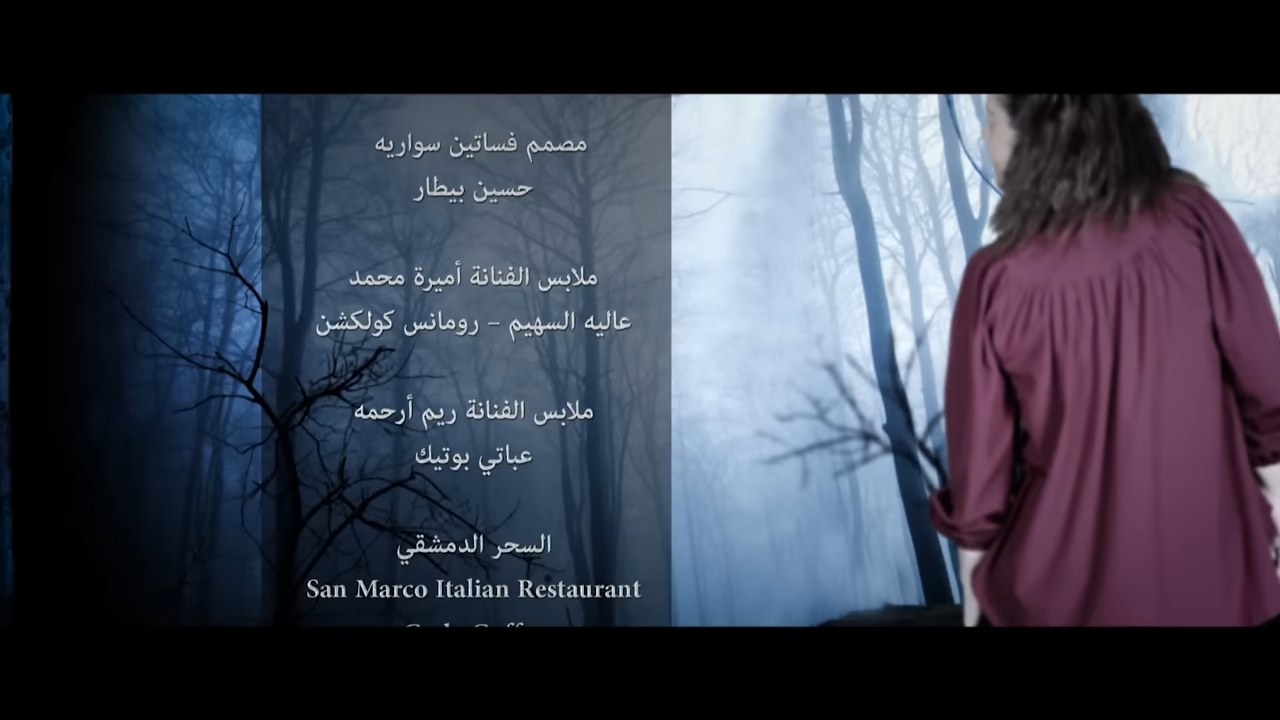 مصمم فساتين سواريه
حسين بيطار
ملابس الفنانة أميرة محمد
عاليه السهيم - رومانس كولكشن
ملابس الفنانة ريم أرحمه
عباتي بوتيك
السحر الدمشقي
San Marco Italian Restaurant